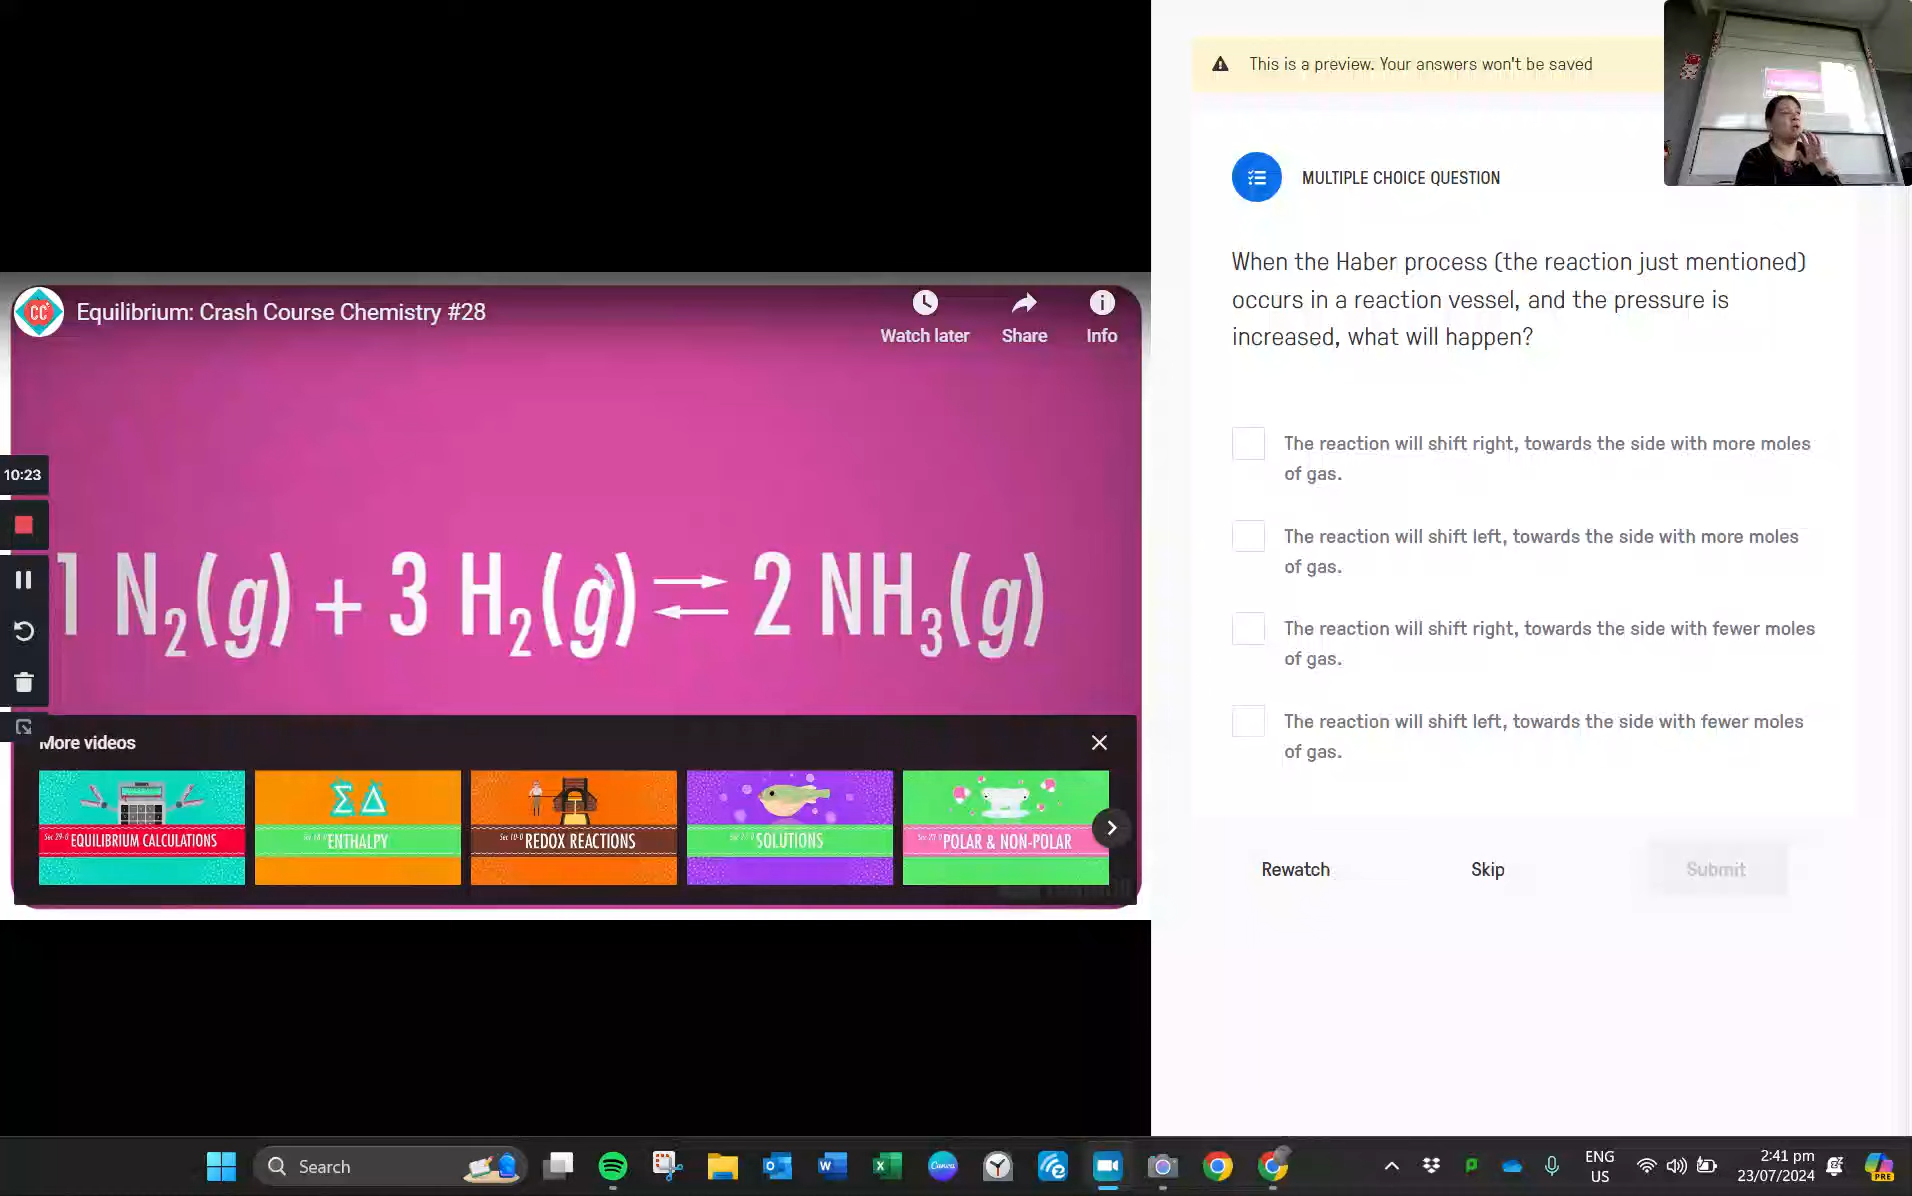 This is a preview. Your answers won't be saved
MULTIPLE CHOICE QUESTION
When the Haber process (the reaction just mentioned)
occurs in a reaction vessel, and the pressure is
increased, what will happen?
The reaction will shift right, towards the side with more moles
of gas.
The reaction will shift left, towards the side with more moles
of gas.
The reaction will shift right, towards the side with fewer moles
of gas.
The reaction will shift left, towards the side with fewer moles
of gas.
Rewatch Skip Submit
CC
Equilibrium: Crash Course Chemistry #28
Watch later Share Info
10:23
1 N₂(g) + 3 H₂(g) ⇌ 2 NH₃(g)
More videos
EQUILIBRIUM CALCULATIONS
ENTHALPY
REDOX REACTIONS
SOLUTIONS
POLAR & NON-POLAR
Search
Canva
ENG
US
2:41 pm
23/07/2024
PRE